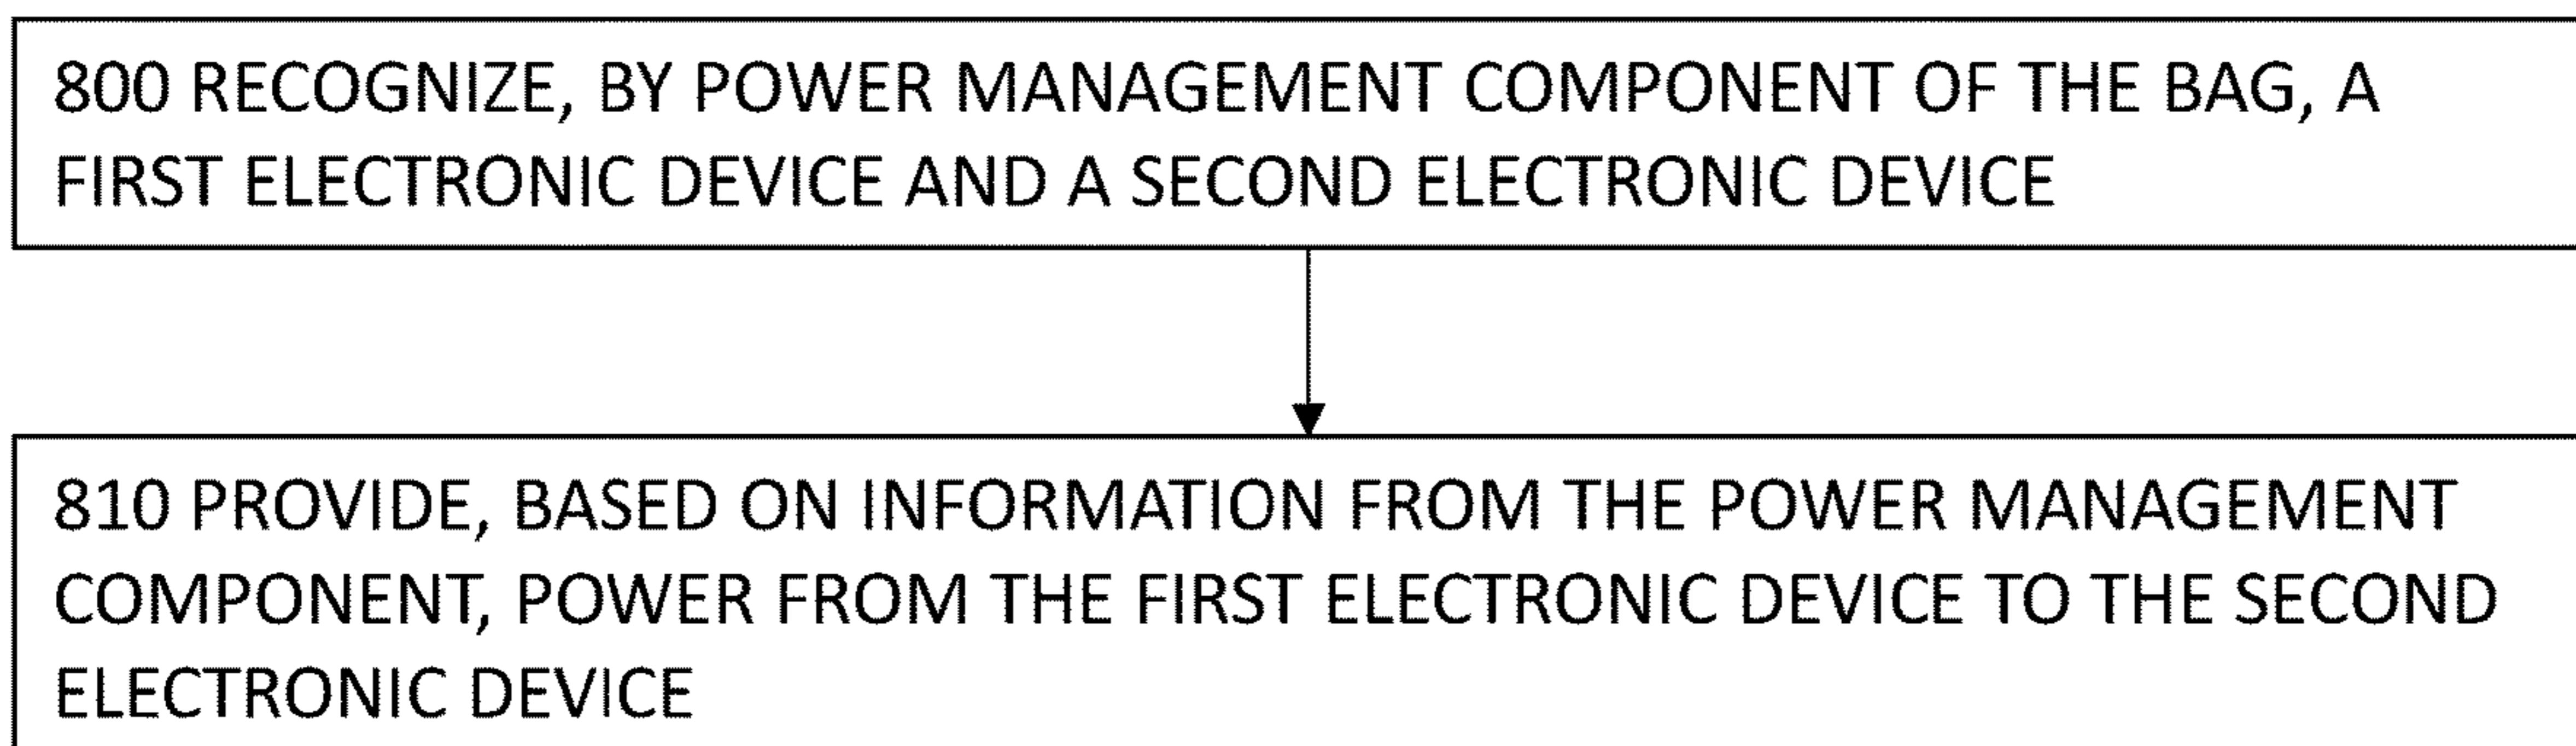 800 RECOGNIZE, BY POWER MANAGEMENT COMPONENT OF THE BAG, A
FIRST ELECTRONIC DEVICE AND A SECOND ELECTRONIC DEVICE
810 PROVIDE, BASED ON INFORMATION FROM THE POWER MANAGEMENT
COMPONENT, POWER FROM THE FIRST ELECTRONIC DEVICE TO THE SECOND
ELECTRONIC DEVICE